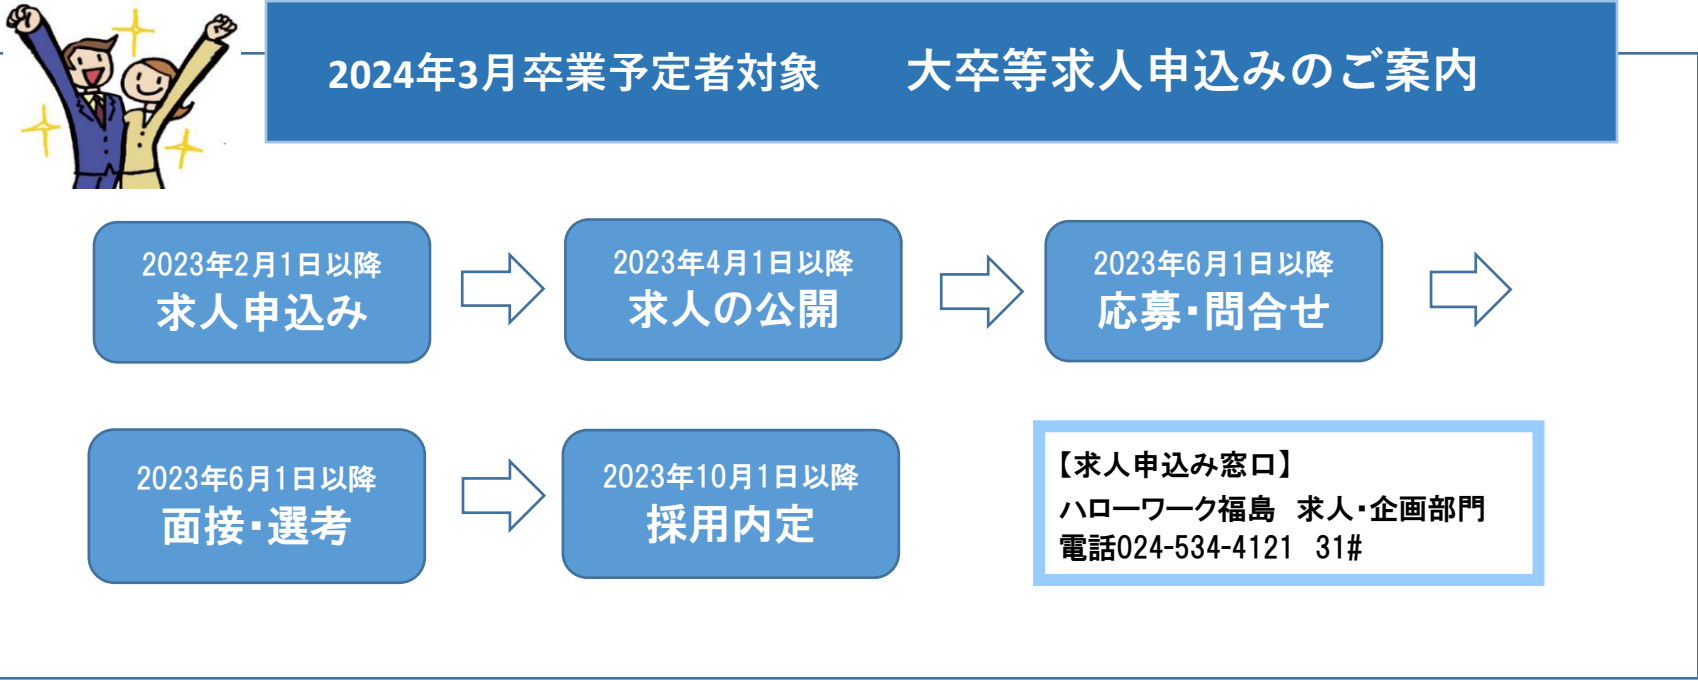 2024年3月卒業予定者対象　　大卒等求人申込みのご案内
2023年2月1日以降
求人申込み
2023年4月1日以降
求人の公開
2023年6月1日以降
応募・問合せ
2023年6月1日以降
面接・選考
2023年10月1日以降
採用内定
【求人申込み窓口】
ハローワーク福島　求人・企画部門
電話024-534-4121　31#